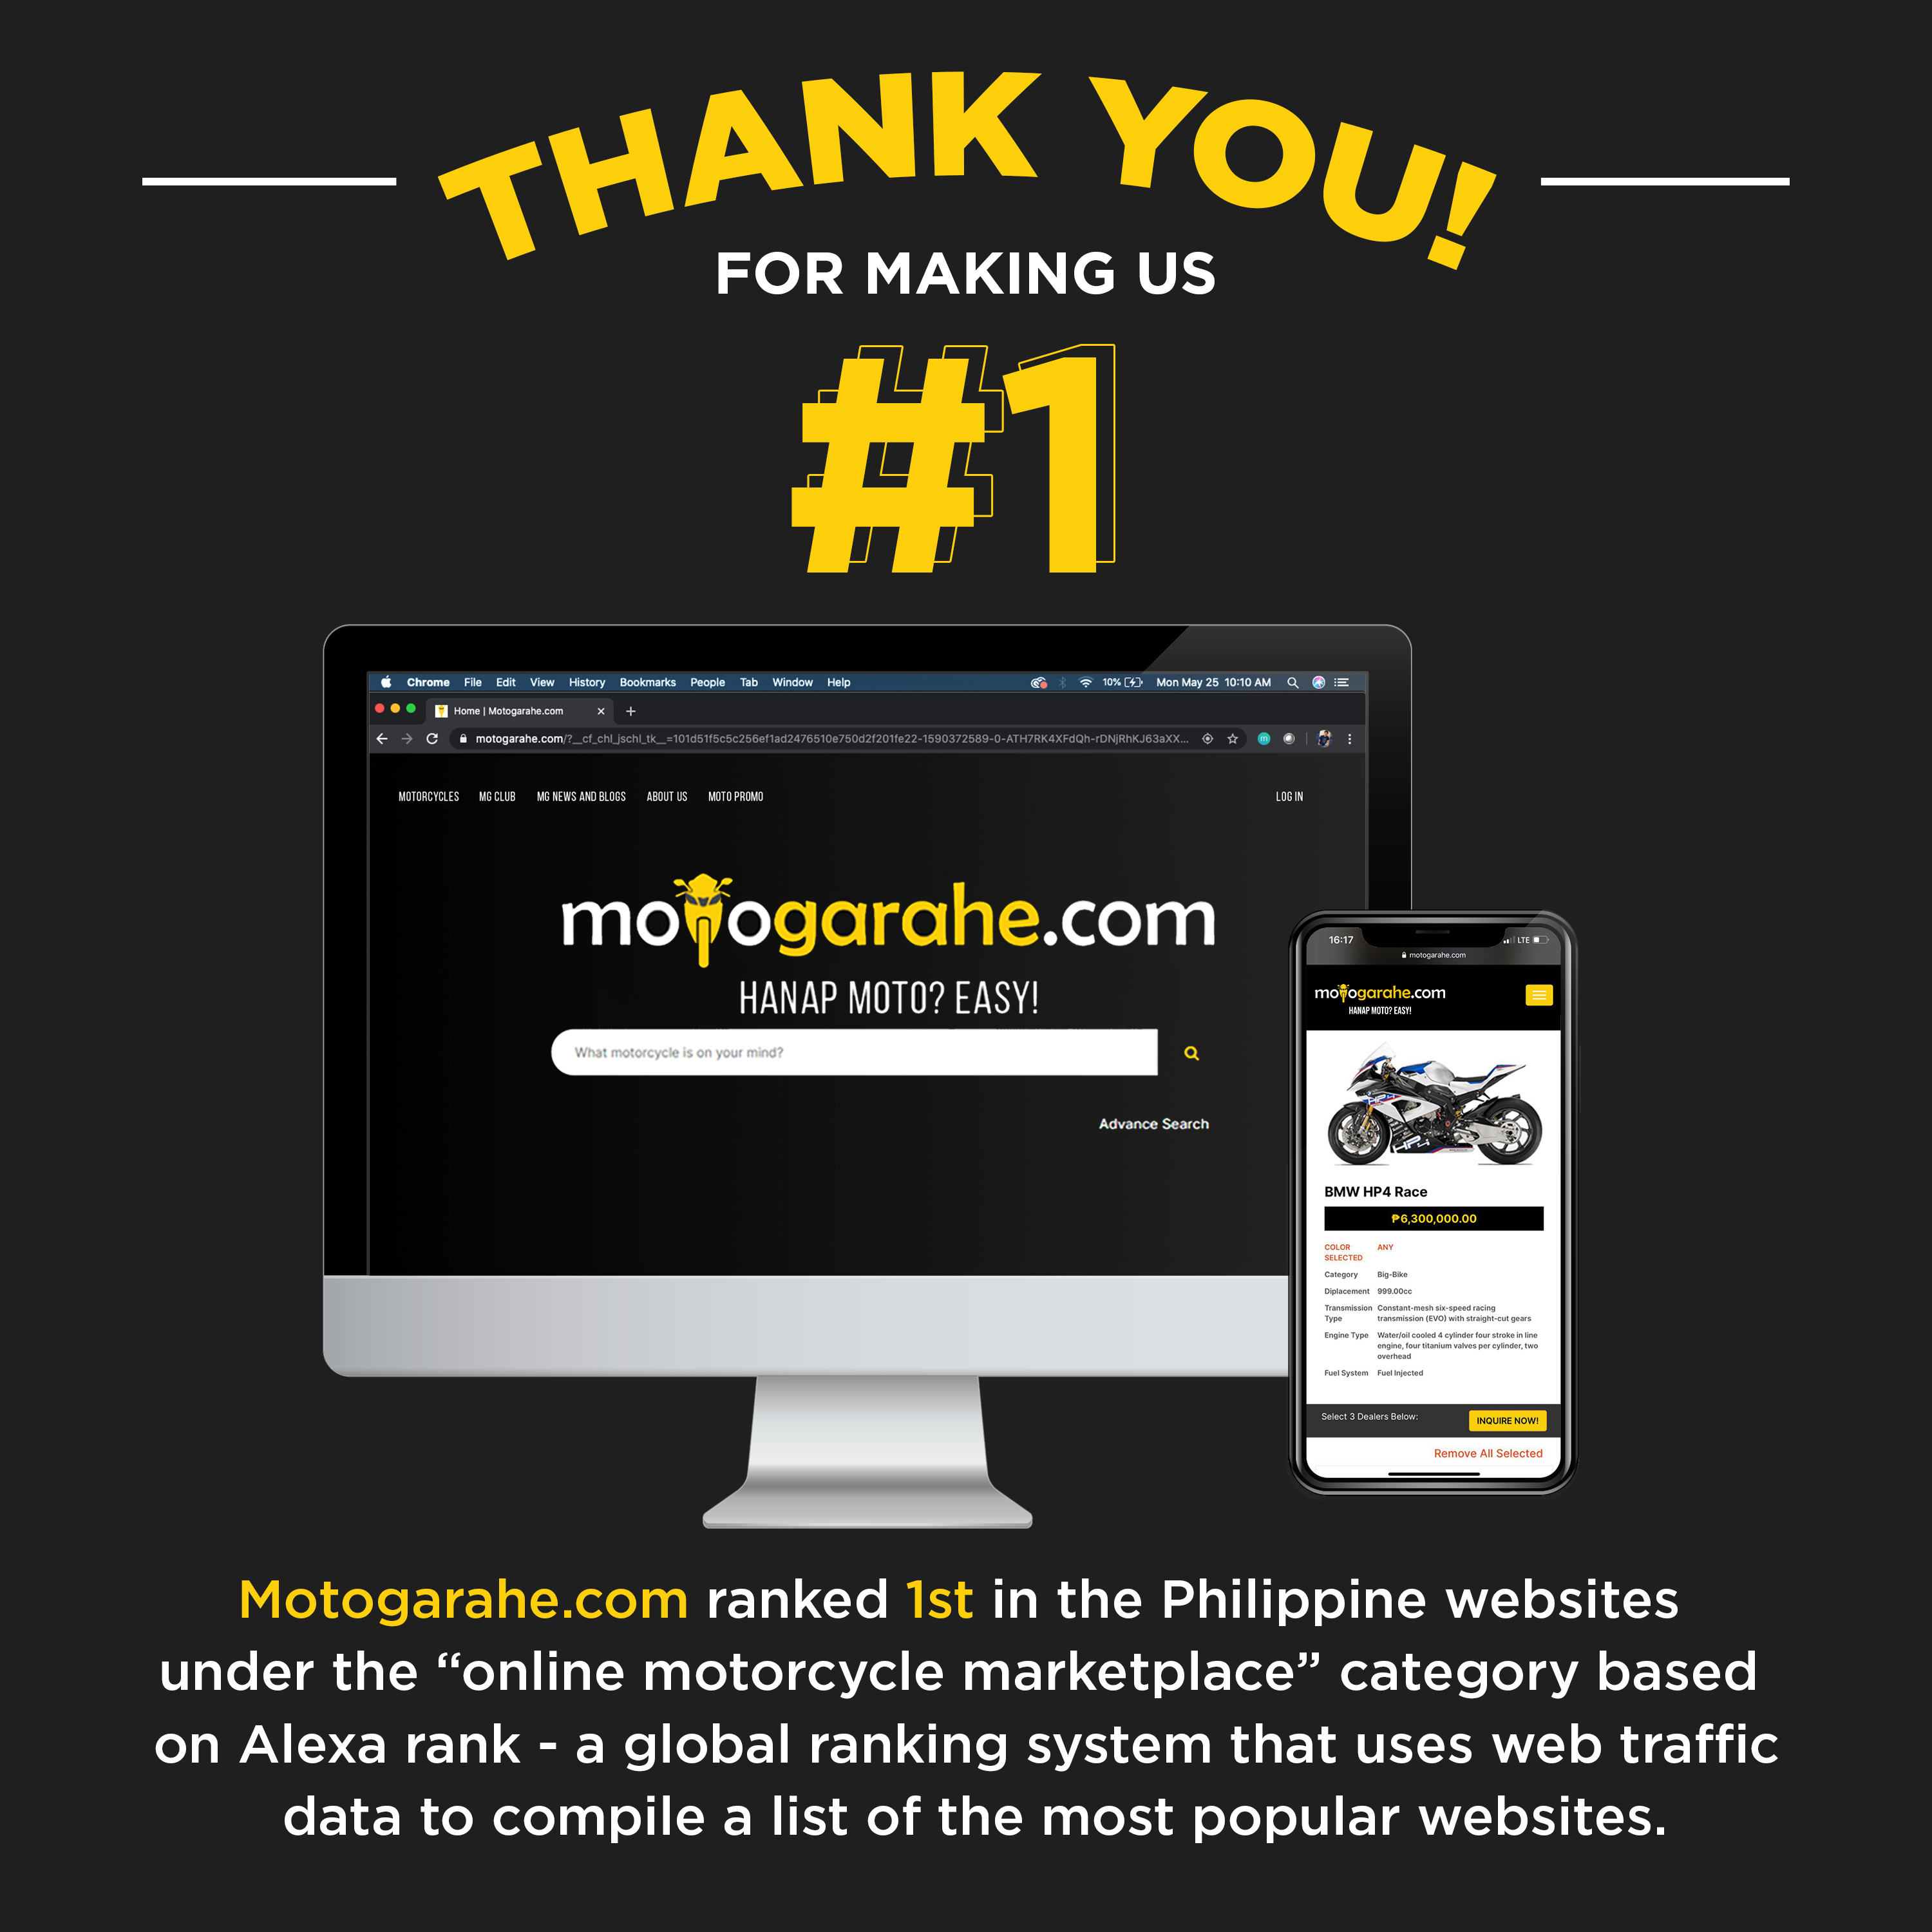 THANK YOU!
FOR MAKING US
#1
Chrome File Edit View History Bookmarks People Tab Window Help 10% Mon May 25 10:10 AM
Home | Motogarahe.com
motogarahe.com/?__cf_chl_jschl_tk__=101d51f5c5c256ef1ad2476510e750d2f201fe22-1590372589-0-ATH7RK4XFdQh-rDNjRhKJ63aXX...
MOTORCYCLES MG CLUB MG NEWS AND BLOGS ABOUT US MOTO PROMO LOG IN
motogarahe.com
HANAP MOTO? EASY!
What motorcycle is on your mind?
Advance Search
16:17 LTE
motogarahe.com
motogarahe.com
HANAP MOTO? EASY!
HP4
BMW HP4 Race
₱6,300,000.00
COLOR SELECTED ANY
Category Big-Bike
Diplacement 999.00cc
Transmission Constant-mesh six-speed racing
Type transmission (EVO) with straight-cut gears
Engine Type Water/oil cooled 4 cylinder four stroke in line
engine, four titanium valves per cylinder, two
overhead
Fuel System Fuel Injected
Select 3 Dealers Below: INQUIRE NOW!
Remove All Selected
Motogarahe.com ranked 1st in the Philippine websites
under the “online motorcycle marketplace” category based
on Alexa rank - a global ranking system that uses web traffic
data to compile a list of the most popular websites.